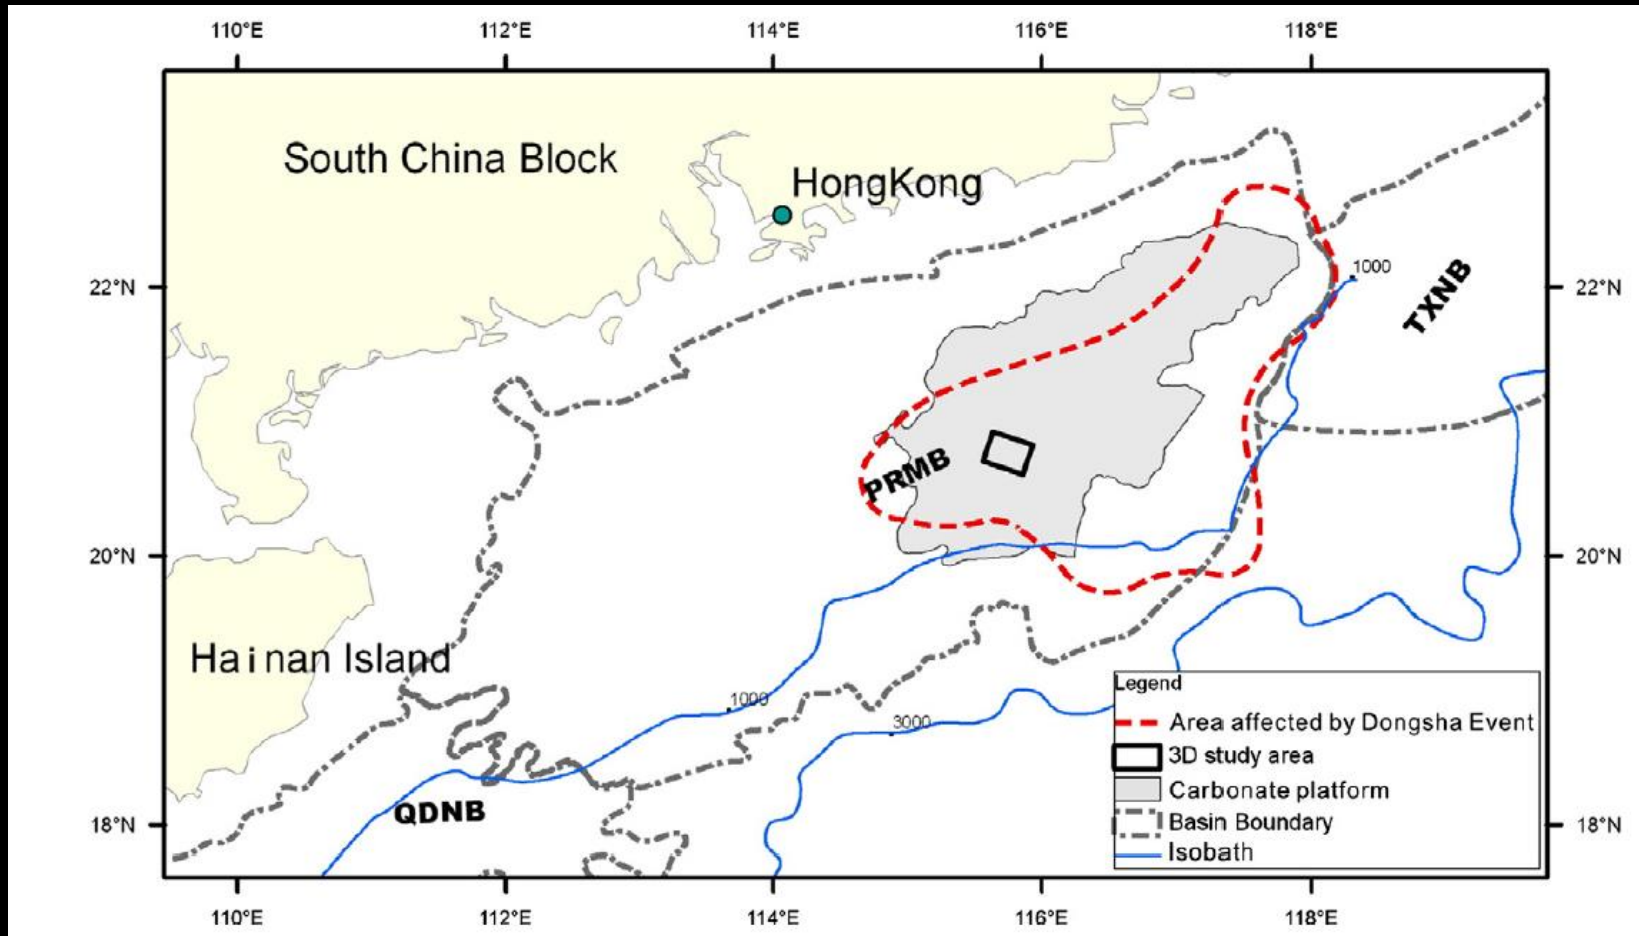 110°E 112°E 114°E 116°E 118°E
South China Block
HongKong
1000
22°N 22°N
TXNB
PRMB
20°N 20°N
Hainan Island
1000
3000
Legend
Area affected by Dongsha Event
3D study area
Carbonate platform
Basin Boundary
Isobath
QDNB
18°N 18°N
110°E 112°E 114°E 116°E 118°E